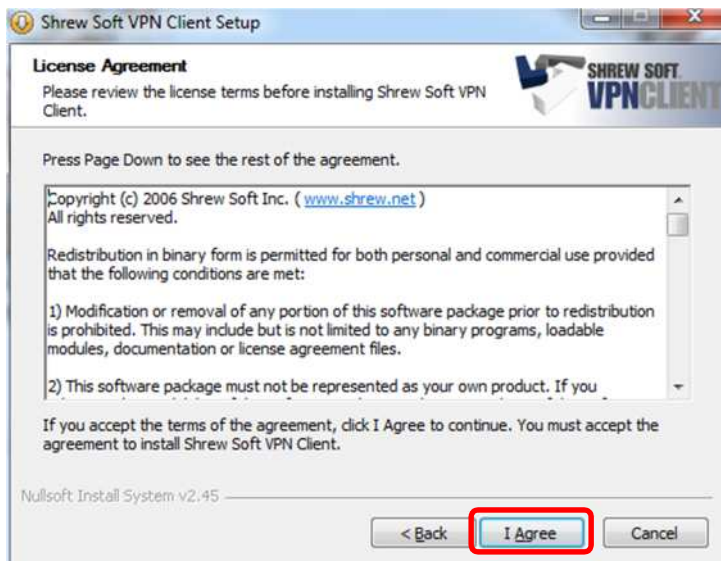 Shrew Soft VPN Client Setup
License Agreement
Please review the license terms before installing Shrew Soft VPN
Client.
SHREW SOFT
VPNCLIENT
Press Page Down to see the rest of the agreement.
Copyright (c) 2006 Shrew Soft Inc. ( www.shrew.net )
All rights reserved.
Redistribution in binary form is permitted for both personal and commercial use provided
that the following conditions are met:
1) Modification or removal of any portion of this software package prior to redistribution
is prohibited. This may include but is not limited to any binary programs, loadable
modules, documentation or license agreement files.
2) This software package must not be represented as your own product. If you
If you accept the terms of the agreement, click I Agree to continue. You must accept the
agreement to install Shrew Soft VPN Client.
Nullsoft Install System v2.45
< Back
I Agree
Cancel